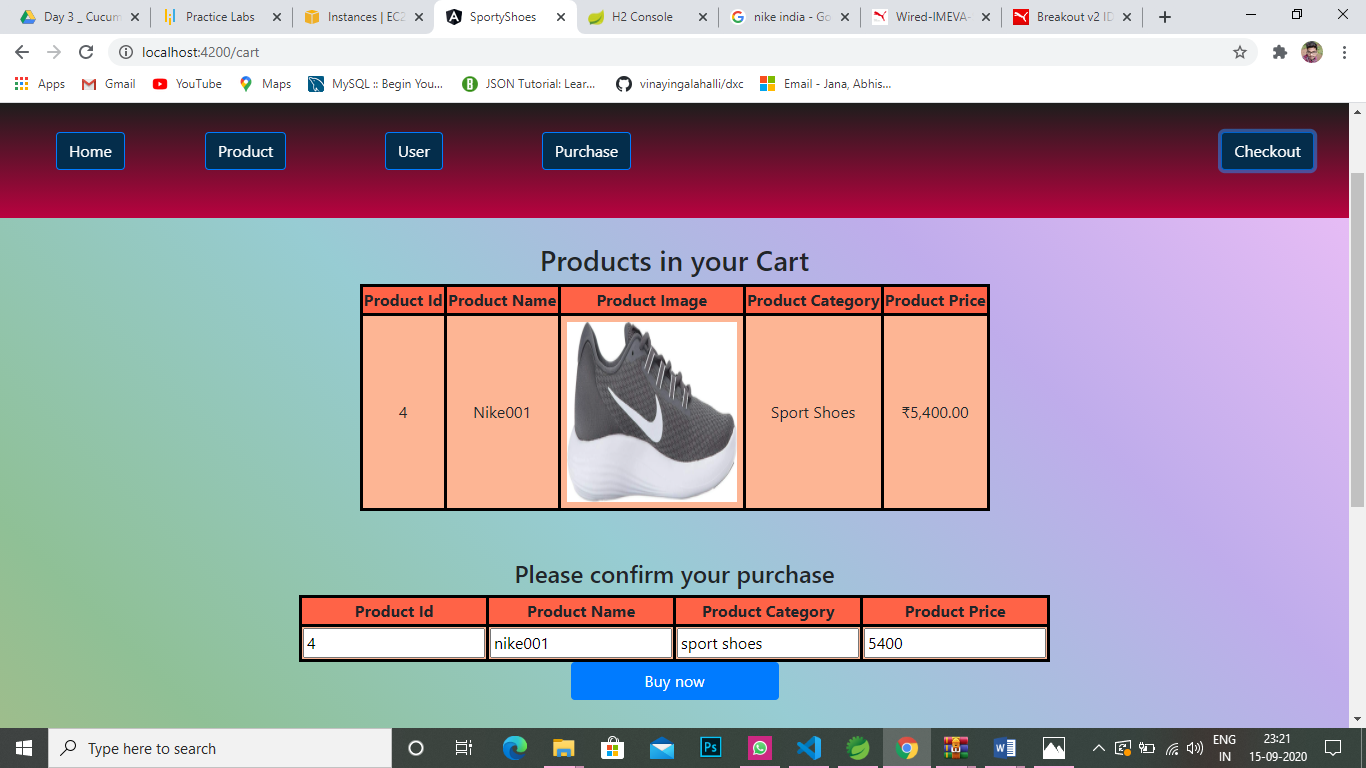 Day 3 _ Cucum
Practice Labs
Instances | EC2
SportyShoes
H2 Console
nike india - Go
Wired-IMEVA-
Breakout v2 ID
localhost:4200/cart
Apps
Gmail
YouTube
Maps
MySQL :: Begin You...
JSON Tutorial: Lear...
vinayingalahalli/dxc
Email - Jana, Abhis...
Home
Product
User
Purchase
Checkout
Products in your Cart
Product Id Product Name Product Image Product Category Product Price
4 Nike001 Sport Shoes ₹5,400.00
Please confirm your purchase
Product Id Product Name Product Category Product Price
4 nike001 sport shoes 5400
Buy now
Type here to search
Ps
ENG
IN
23:21
15-09-2020